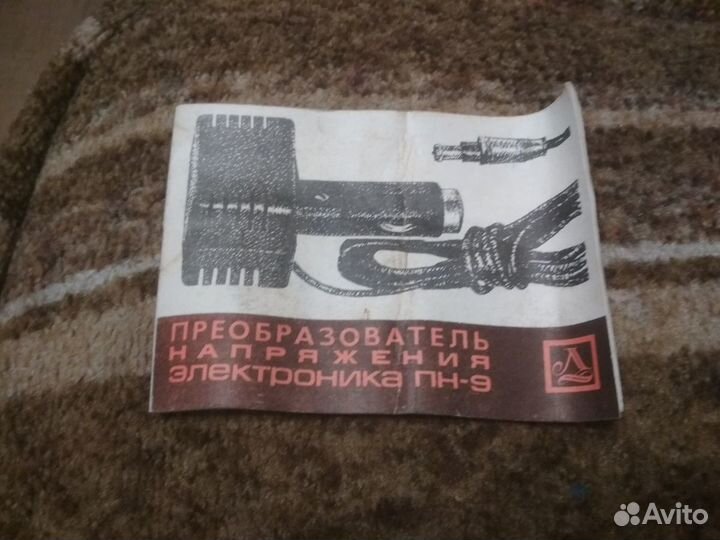 ПРЕОБРАЗОВАТЕЛЬ
НАПРЯЖЕНИЯ
электроника пн-9
Avito